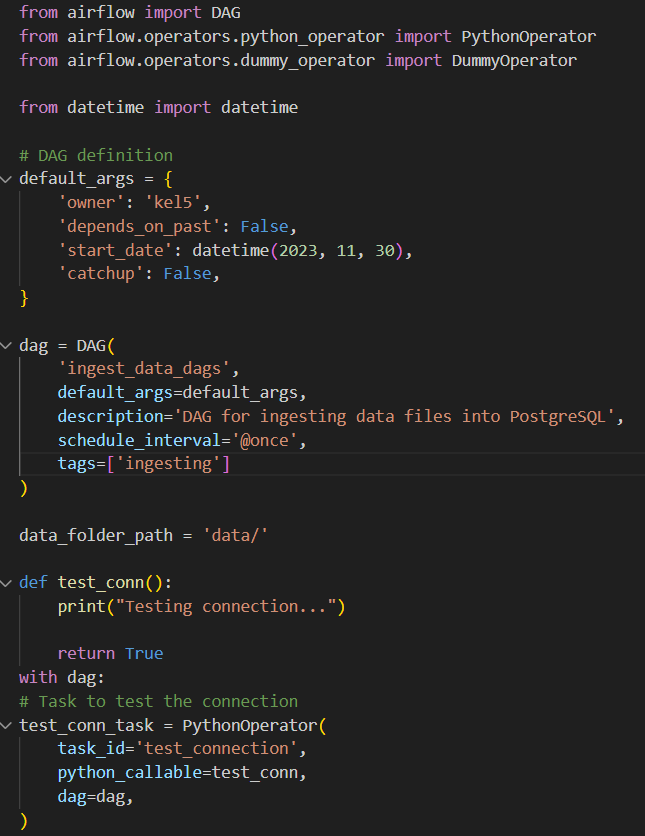 from airflow import DAG
from airflow.operators.python_operator import PythonOperator
from airflow.operators.dummy_operator import DummyOperator
from datetime import datetime
# DAG definition
default_args = {
    'owner': 'kel5',
    'depends_on_past': False,
    'start_date': datetime(2023, 11, 30),
    'catchup': False,
}
dag = DAG(
    'ingest_data_dags',
    default_args=default_args,
    description='DAG for ingesting data files into PostgreSQL',
    schedule_interval='@once',
    tags=['ingesting']
)
data_folder_path = 'data/'
def test_conn():
    print("Testing connection...")
    return True
with dag:
# Task to test the connection
test_conn_task = PythonOperator(
    task_id='test_connection',
    python_callable=test_conn,
    dag=dag,
)